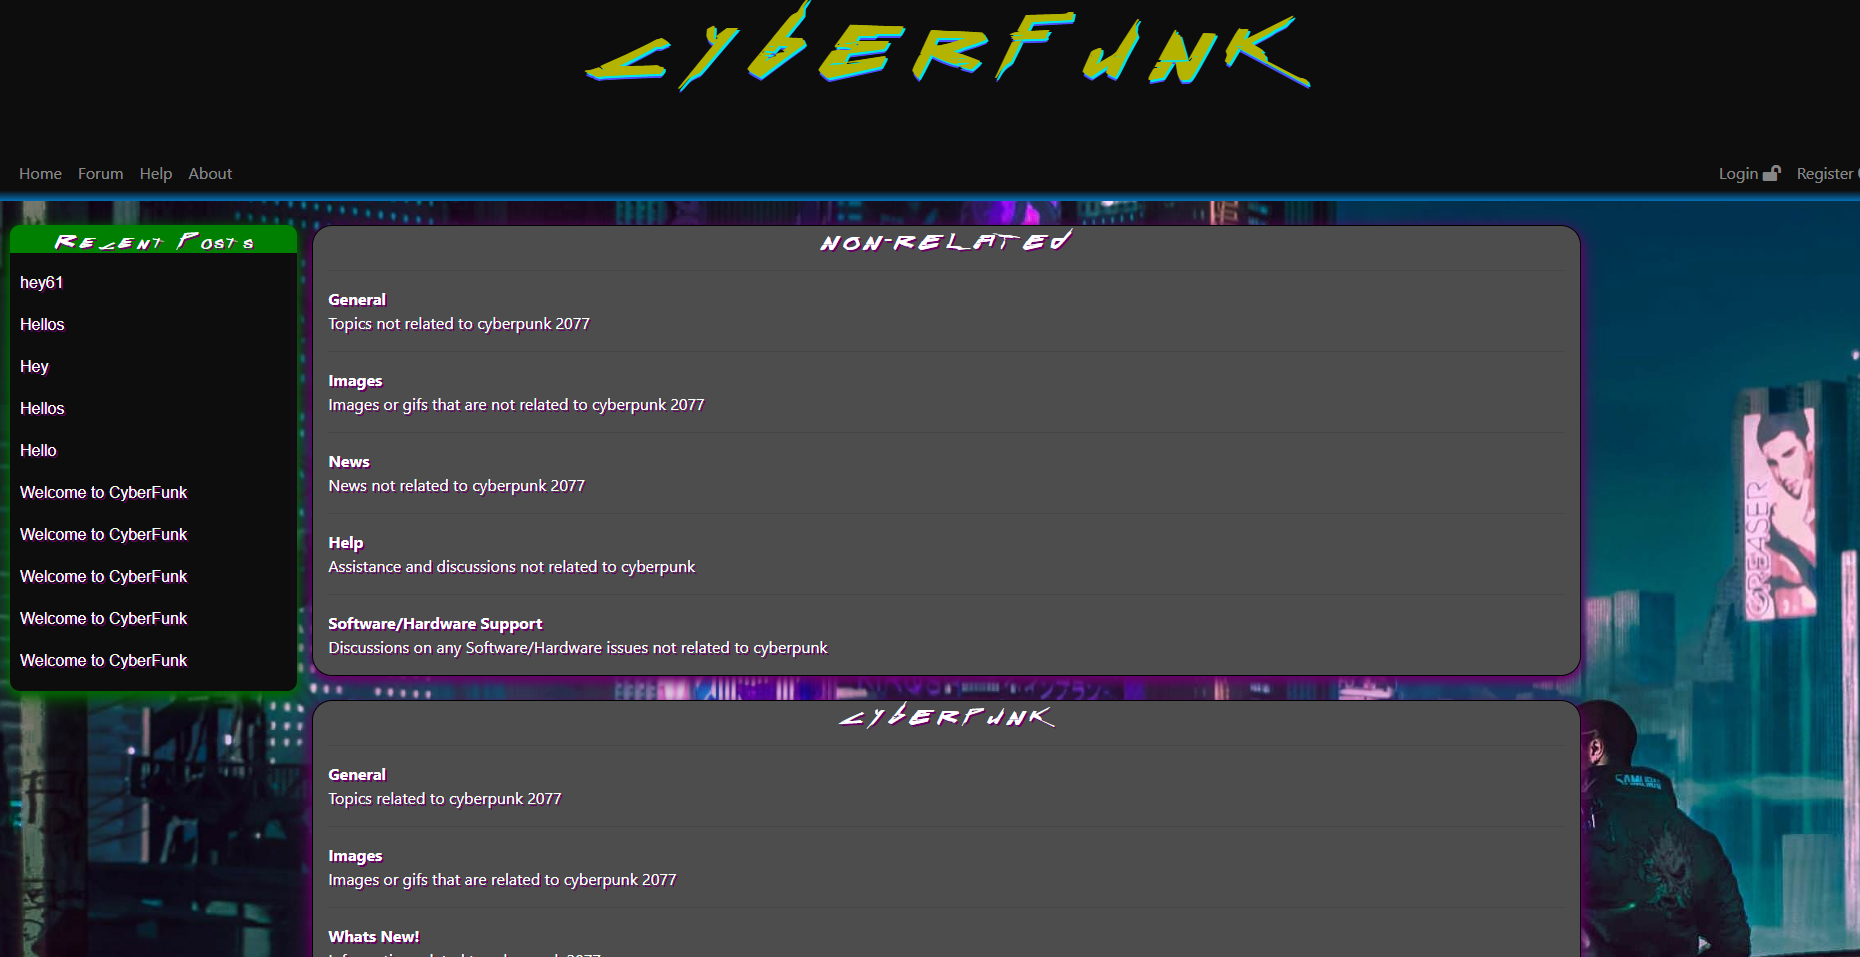 CyberFunk
Home Forum Help About
Login Register
Recent Posts
hey61
Hellos
Hey
Hellos
Hello
Welcome to CyberFunk
Welcome to CyberFunk
Welcome to CyberFunk
Welcome to CyberFunk
Welcome to CyberFunk
NON-RELATED
General
Topics not related to cyberpunk 2077
Images
Images or gifs that are not related to cyberpunk 2077
News
News not related to cyberpunk 2077
Help
Assistance and discussions not related to cyberpunk
Software/Hardware Support
Discussions on any Software/Hardware issues not related to cyberpunk
CYBERPUNK
General
Topics related to cyberpunk 2077
Images
Images or gifs that are related to cyberpunk 2077
Whats New!
GREASER
SAMURAI